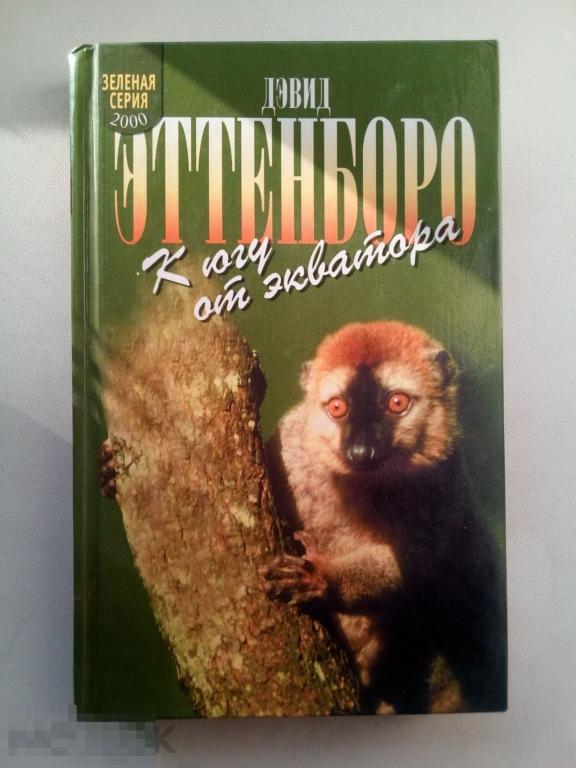 ЗЕЛЕНАЯ
СЕРИЯ
2000
ДЭВИД
ЭТТЕНБОРО
К югу
от экватора